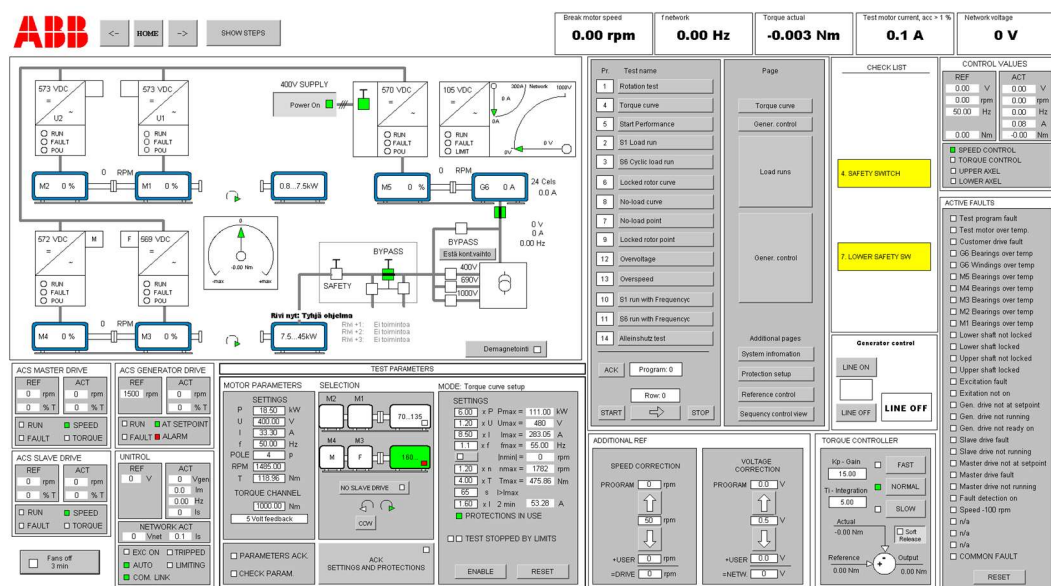 ABB
<-
HOME
->
SHOW STEPS
Break motor speed
0.00 rpm
f network
0.00 Hz
Torque actual
-0.003 Nm
Test motor current, acc > 1 %
0.1 A
Network voltage
0 V
573 VDC
=
~
U2
RUN
FAULT
POU
573 VDC
=
~
U1
RUN
FAULT
POU
400V SUPPLY
Power On
570 VDC
=
~
RUN
FAULT
POU
105 VDC
=
~
RUN
FAULT
LIMIT
300A
Network
1000V
0 A
0A
0 V
0V
0 RPM
M2 0 %
M1 0 %
0.8...7.5kW
0 RPM
M5 0 %
G6 0 A
24 Cels
0.0 A
572 VDC
M
=
~
RUN
FAULT
POU
F
569 VDC
=
~
RUN
FAULT
POU
0
-0.00 Nm
-max
+max
BYPASS
SAFETY
0 V
0 A
0.00 Hz
BYPASS
Estä kont.vaihto
400V
690V
1000V
Rivi nyt: Tyhjä ohjelma
Rivi +1: Ei toimintoa
Rivi +2: Ei toimintoa
Rivi +3: Ei toimintoa
0 RPM
M4 0 %
M3 0 %
7.5...45kW
Demagnetointi
Pr.
Test name
Page
1 Rotation test
4 Torque curve
Torque curve
5 Start Performance
Gener. control
2 S1 Load run
3 S6 Cyclic load run
Load runs
6 Locked rotor curve
8 No-load curve
7 No-load point
9 Locked rotor point
12 Overvoltage
Gener. control
13 Overspeed
10 S1 run with Frequencyc
11 S6 run with Frequencyc
14 Alleinshutz test
Additional pages
System information
ACK
Program: 0
Protection setup
Row: 0
Reference control
START
STOP
Sequency control view
CHECK LIST
4. SAFETY SWITCH
7. LOWER SAFETY SW
Generator control
LINE ON
LINE OFF
LINE OFF
CONTROL VALUES
REF
ACT
0.00 V 0.00 V
0.00 rpm 0.00 rpm
50.00 Hz 0.00 Hz
0.08 A
0.00 Nm -0.00 Nm
SPEED CONTROL
TORQUE CONTROL
UPPER AXEL
LOWER AXEL
ACTIVE FAULTS
Test program fault
Test motor over temp.
Customer drive fault
G6 Bearings over temp
G6 Windings over temp
M5 Bearings over temp
M4 Bearings over temp
M3 Bearings over temp
M2 Bearings over temp
M1 Bearings over temp
Lower shaft not locked
Lower shaft locked
Upper shaft not locked
Upper shaft locked
Excitation fault
Exitation not on
Gen. drive not at setpoint
Gen. drive not running
Gen. drive not ready on
Slave drive fault
Slave drive not running
Master drive not at setpoint
Master drive fault
Master drive not running
Fault detection on
Speed -100 rpm
n/a
n/a
n/a
COMMON FAULT
RESET
ACS MASTER DRIVE
REF
ACT
0 rpm 0 rpm
0 % T 0 % T
RUN
SPEED
FAULT
TORQUE
ACS GENERATOR DRIVE
REF
ACT
1500 rpm 0 rpm
0 % T
RUN
AT SETPOINT
FAULT
ALARM
ACS SLAVE DRIVE
REF
ACT
0 rpm 0 rpm
0 % T 0 % T
RUN
SPEED
FAULT
TORQUE
Fans off
3 min
UNITROL
REF
ACT
0 V 0 Vgen
0.0 Im
0.00 Hz
0 Is
NETWORK ACT
0 Vnet 0.1 Is
EXC ON
TRIPPED
AUTO
LIMITING
COM. LINK
TEST PARAMETERS
MOTOR PARAMETERS
SETTINGS
P 18.50 kW
U 400.00 V
I 33.30 A
f 50.00 Hz
POLE 4 p
RPM 1485.00
T 118.96 Nm
TORQUE CHANNEL
1000.00 Nm
5 Volt feedback
PARAMETERS ACK.
CHECK PARAM.
SELECTION
M2
M1
70...135
M4
M3
M
F
160...
NO SLAVE DRIVE
CCW
ACK
SETTINGS AND PROTECTIONS
MODE: Torque curve setup
SETTINGS
6.00 x P Pmax = 111.00 kW
1.20 x U Umax = 480 V
8.50 x I Imax = 283.05 A
1.1 x f fmax = 55.00 Hz
|nmin| = 0 rpm
1.20 x n nmax = 1782 rpm
4.00 x T Tmax = 475.86 Nm
65 s I>Imax
1.60 x I 2 min 53.28 A
PROTECTIONS IN USE
TEST STOPPED BY LIMITS
ENABLE
RESET
ADDITIONAL REF
SPEED CORRECTION
PROGRAM 0 rpm
50 rpm
+USER 0 rpm
=DRIVE 0 rpm
VOLTAGE
CORRECTION
PROGRAM 0.0 V
0.5 V
+USER 0.0 V
=NETW. 0 V
TORQUE CONTROLLER
Kp - Gain
15.00
Ti - Integration
5.00
FAST
NORMAL
SLOW
Actual
-0.00 Nm
Soft
Release
Reference
0.00 Nm
Output
0.00 Nm